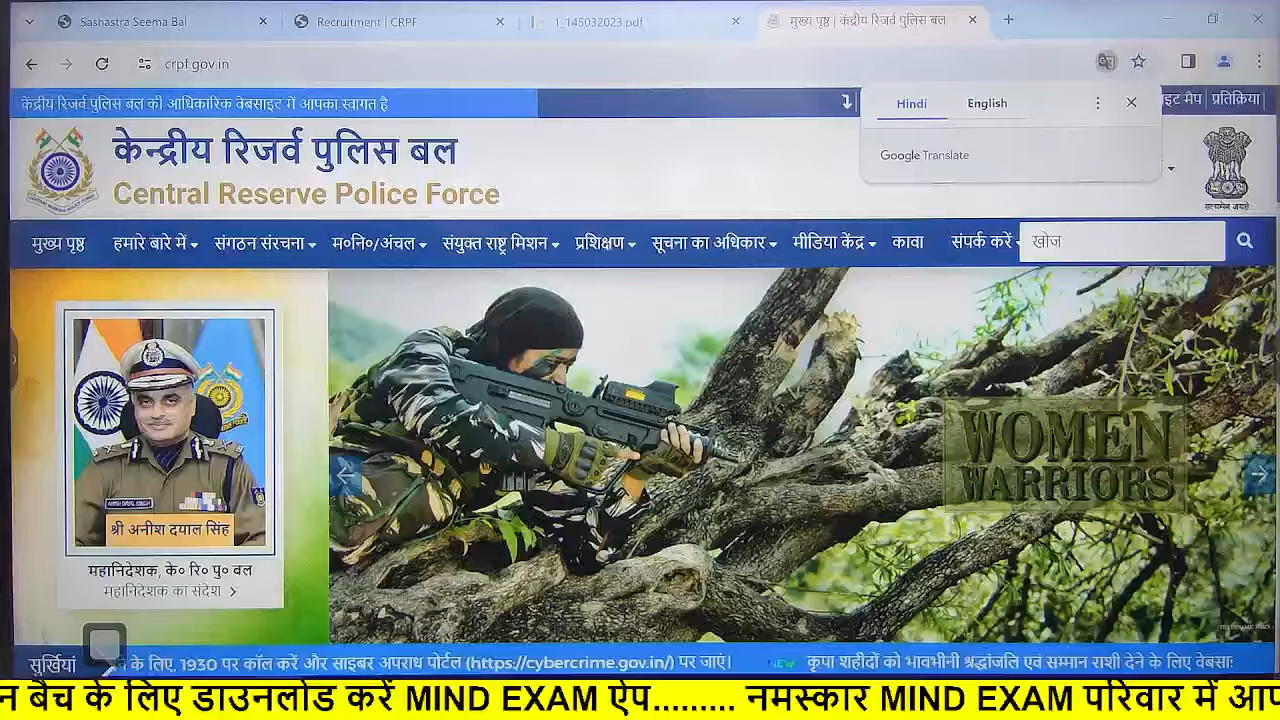 Sashastra Seema Bal
Recruitment | CRPF
1_145032023.pdf
मुख्य पृष्ठ | केंद्रीय रिजर्व पुलिस बल
crpf.gov.in
केंद्रीय रिजर्व पुलिस बल की आधिकारिक वेबसाइट में आपका स्वागत है
Hindi English
इट मैप | प्रतिक्रिया
Google Translate
केन्द्रीय रिजर्व पुलिस बल
Central Reserve Police Force
सत्यमेव जयते
मुख्य पृष्ठ हमारे बारे में संगठन संरचना म०नि०/अंचल संयुक्त राष्ट्र मिशन प्रशिक्षण सूचना का अधिकार मीडिया केंद्र कावा संपर्क करें खोज
WOMEN
WARRIORS
श्री अनीश दयाल सिंह
महानिदेशक, के० रि० पु० बल
महानिदेशक का संदेश
सुर्खियां ने के लिए, 1930 पर कॉल करें और साइबर अपराध पोर्टल (https://cybercrime.gov.in/) पर जाएं। NEW कृपा शहीदों को भावभीनी श्रद्धांजलि एवं सम्मान राशी देने के लिए वेबसा
न बैच के लिए डाउनलोड करें MIND EXAM ऐप......... नमस्कार MIND EXAM परिवार में आप